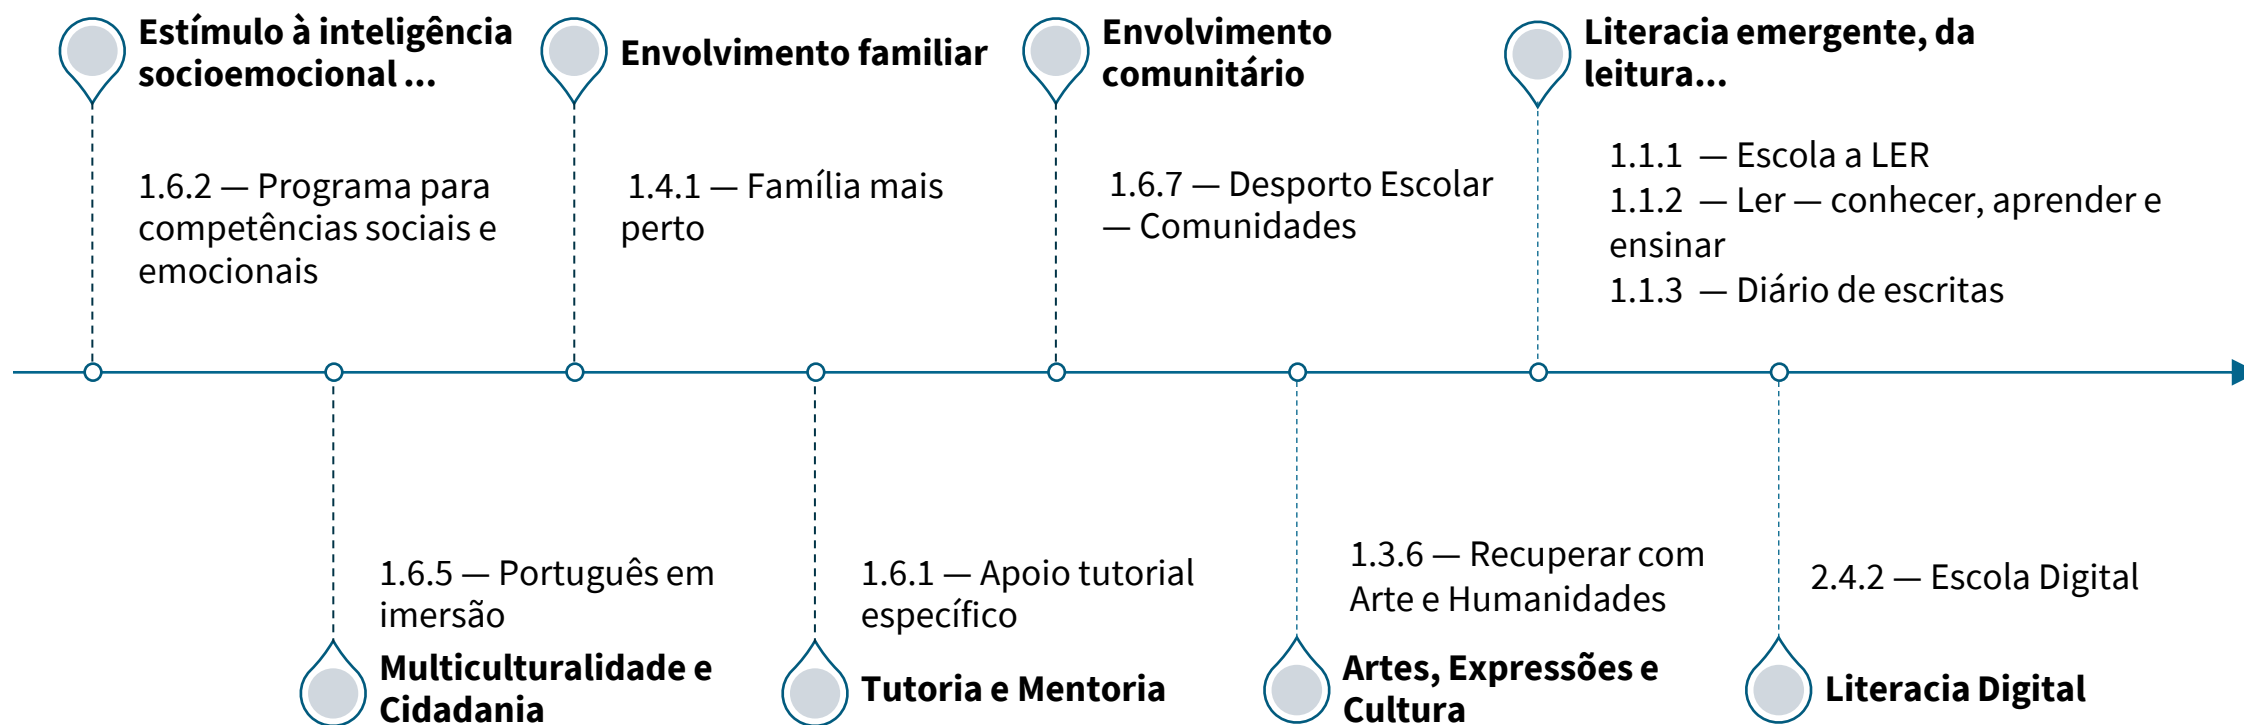 Estímulo à inteligência
socioemocional ...
1.6.2 — Programa para
competências sociais e
emocionais
Envolvimento familiar
1.4.1 — Família mais
perto
Envolvimento
comunitário
1.6.7 — Desporto Escolar
— Comunidades
Literacia emergente, da
leitura...
1.1.1 — Escola a LER
1.1.2 — Ler — conhecer, aprender e
ensinar
1.1.3 — Diário de escritas
1.6.5 — Português em
imersão
Multiculturalidade e
Cidadania
1.6.1 — Apoio tutorial
específico
Tutoria e Mentoria
1.3.6 — Recuperar com
Arte e Humanidades
Artes, Expressões e
Cultura
2.4.2 — Escola Digital
Literacia Digital